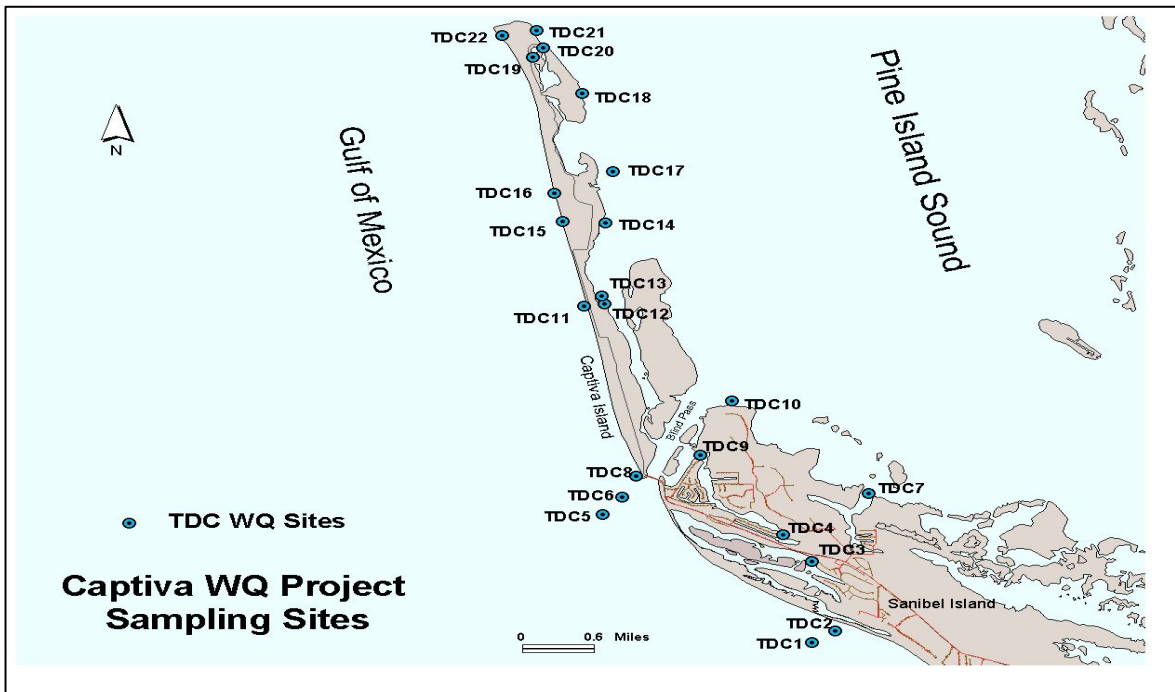 TDC22
TDC21
TDC20
TDC19
TDC18
Pine Island Sound
N
Gulf of Mexico
TDC17
TDC16
TDC15
TDC14
TDC13
TDC12
TDC11
Captiva Island
TDC10
Blind Pass
TDC9
TDC8
TDC7
TDC6
TDC5
TDC WQ Sites
TDC4
TDC3
Captiva WQ Project
Sampling Sites
Sanibel Island
0 0.6 Miles
TDC2
TDC1